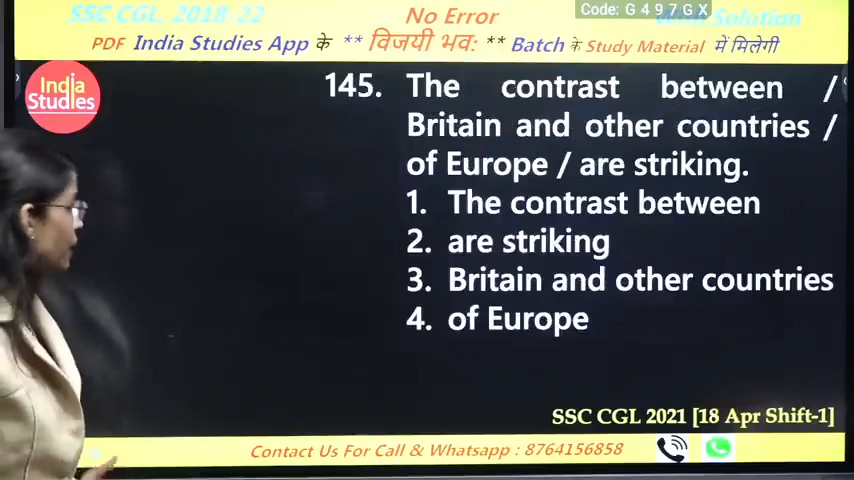 SSC CGL, 2018-22 No Error With Solution
Code: G497GX
PDF India Studies App के ** विजयी भव: ** Batch के Study Material में मिलेगी
India
Studies
145. The contrast between /
Britain and other countries /
of Europe / are striking.
1. The contrast between
2. are striking
3. Britain and other countries
4. of Europe
SSC CGL 2021 [18 Apr Shift-1]
Contact Us For Call & Whatsapp : 8764156858